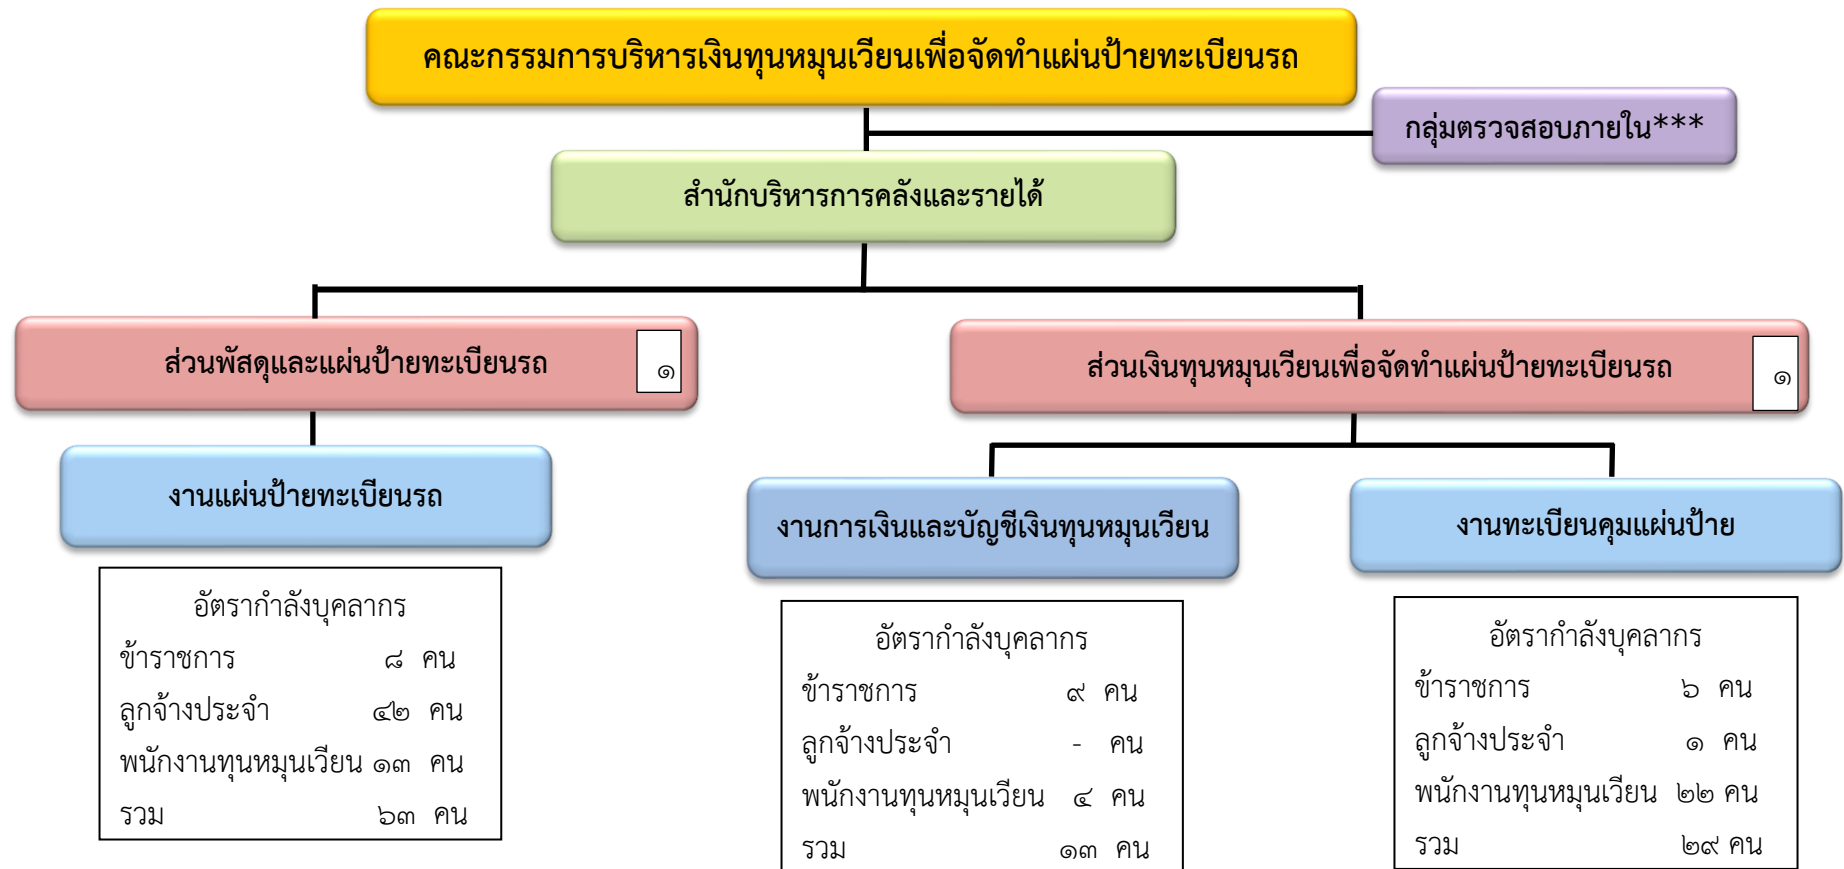 คณะกรรมการบริหารเงินทุนหมุนเวียนเพื่อจัดทำแผ่นป้ายทะเบียนรถ
กลุ่มตรวจสอบภายใน***
สำนักบริหารการคลังและรายได้
ส่วนพัสดุและแผ่นป้ายทะเบียนรถ ๑
ส่วนเงินทุนหมุนเวียนเพื่อจัดทำแผ่นป้ายทะเบียนรถ ๑
งานแผ่นป้ายทะเบียนรถ
งานการเงินและบัญชีเงินทุนหมุนเวียน
งานทะเบียนคุมแผ่นป้าย
อัตรากำลังบุคลากร
ข้าราชการ ๘ คน
ลูกจ้างประจำ ๔๒ คน
พนักงานทุนหมุนเวียน ๑๓ คน
รวม ๖๓ คน
อัตรากำลังบุคลากร
ข้าราชการ ๙ คน
ลูกจ้างประจำ - คน
พนักงานทุนหมุนเวียน ๔ คน
รวม ๑๓ คน
อัตรากำลังบุคลากร
ข้าราชการ ๖ คน
ลูกจ้างประจำ ๑ คน
พนักงานทุนหมุนเวียน ๒๒ คน
รวม ๒๙ คน